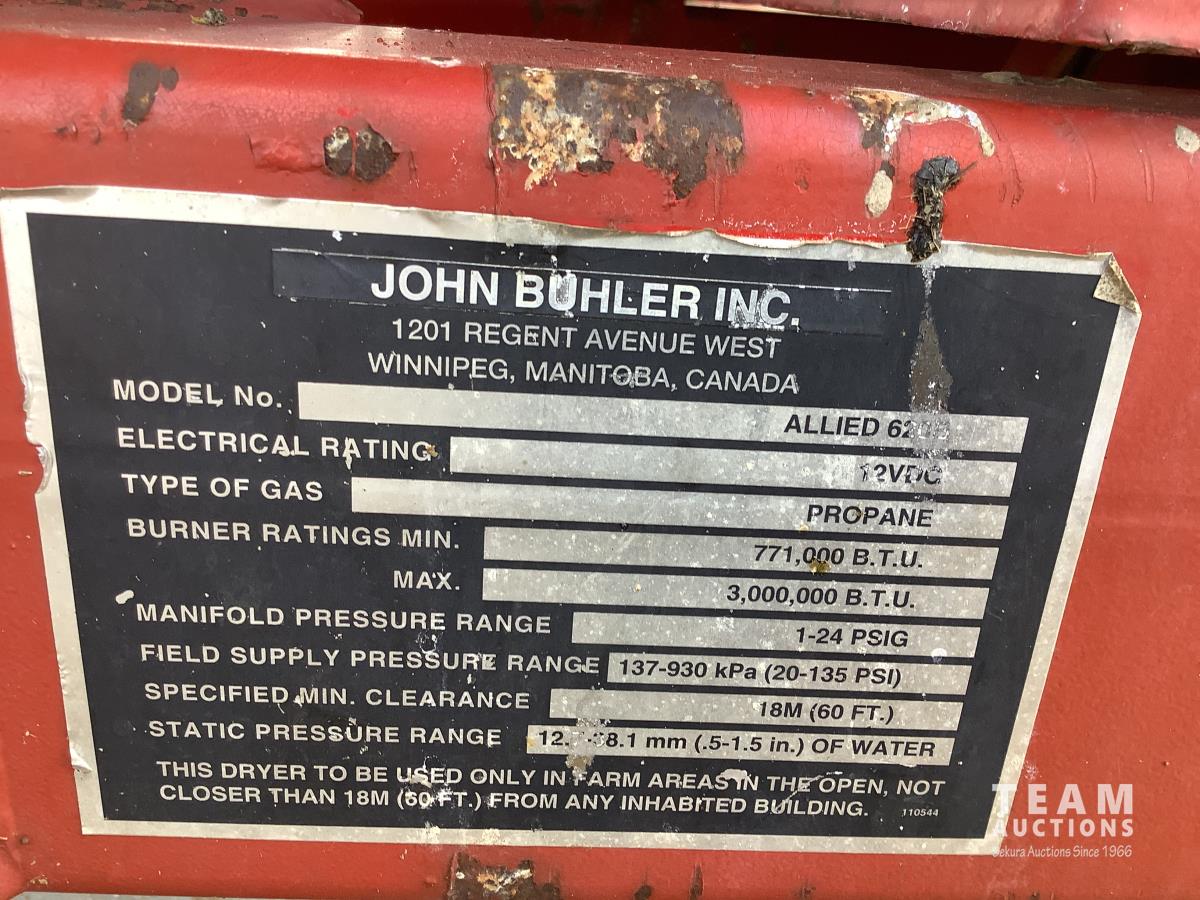 JOHN BUHLER INC.
1201 REGENT AVENUE WEST
WINNIPEG, MANITOBA, CANADA
MODEL No. ALLIED
ELECTRICAL RATING 12VDC
TYPE OF GAS PROPANE
BURNER RATINGS MIN. 771,000 B.T.U.
MAX. 3,000,000 B.T.U.
MANIFOLD PRESSURE RANGE 1-24 PSIG
FIELD SUPPLY PRESSURE RANGE 137-930 kPa (20-135 PSI)
SPECIFIED MIN. CLEARANCE 18M (60 FT.)
STATIC PRESSURE RANGE mm (.5-1.5 in.) OF WATER
THIS DRYER TO BE USED ONLY IN FARM AREAS IN THE OPEN, NOT
CLOSER THAN 18M (60 FT.) FROM ANY INHABITED BUILDING.
110544
TEAM
AUCTIONS
Sekura Auctions Since 1966